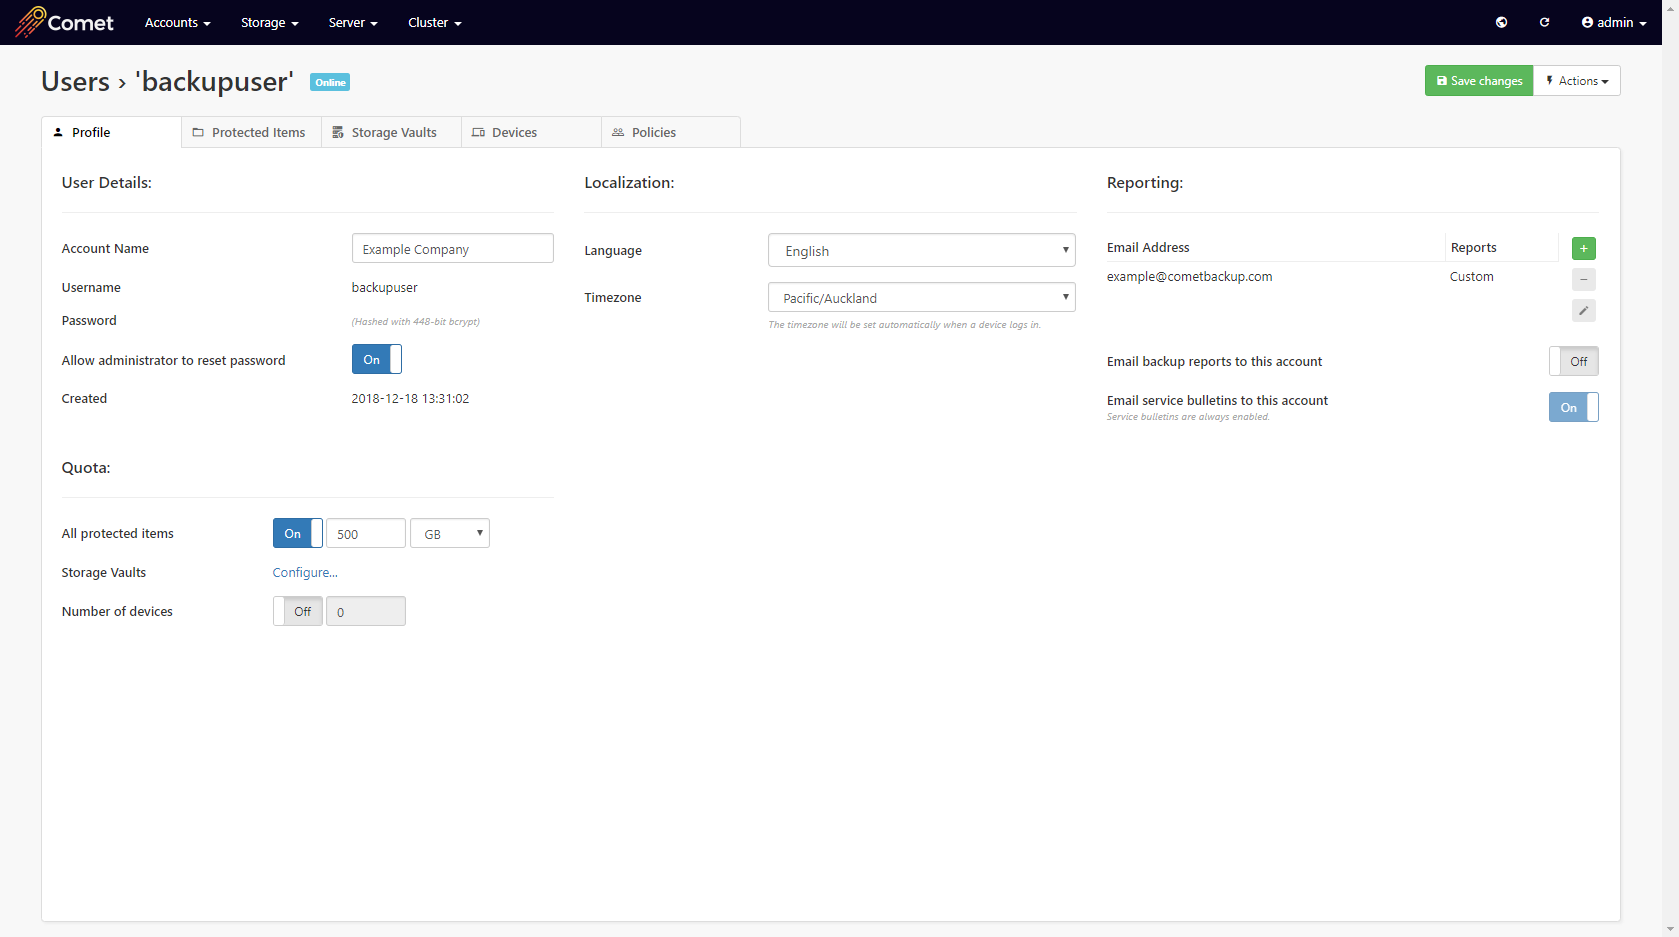 Comet Accounts Storage Server Cluster admin
Users › 'backupuser' Online
Save changes Actions
Profile Protected Items Storage Vaults Devices Policies
User Details:
Account Name Example Company
Username backupuser
Password (Hashed with 448-bit bcrypt)
Allow administrator to reset password On
Created 2018-12-18 13:31:02
Quota:
All protected items On 500 GB
Storage Vaults Configure...
Number of devices Off 0
Localization:
Language English
Timezone Pacific/Auckland
The timezone will be set automatically when a device logs in.
Reporting:
Email Address Reports +
example@cometbackup.com Custom −
Email backup reports to this account Off
Email service bulletins to this account On
Service bulletins are always enabled.